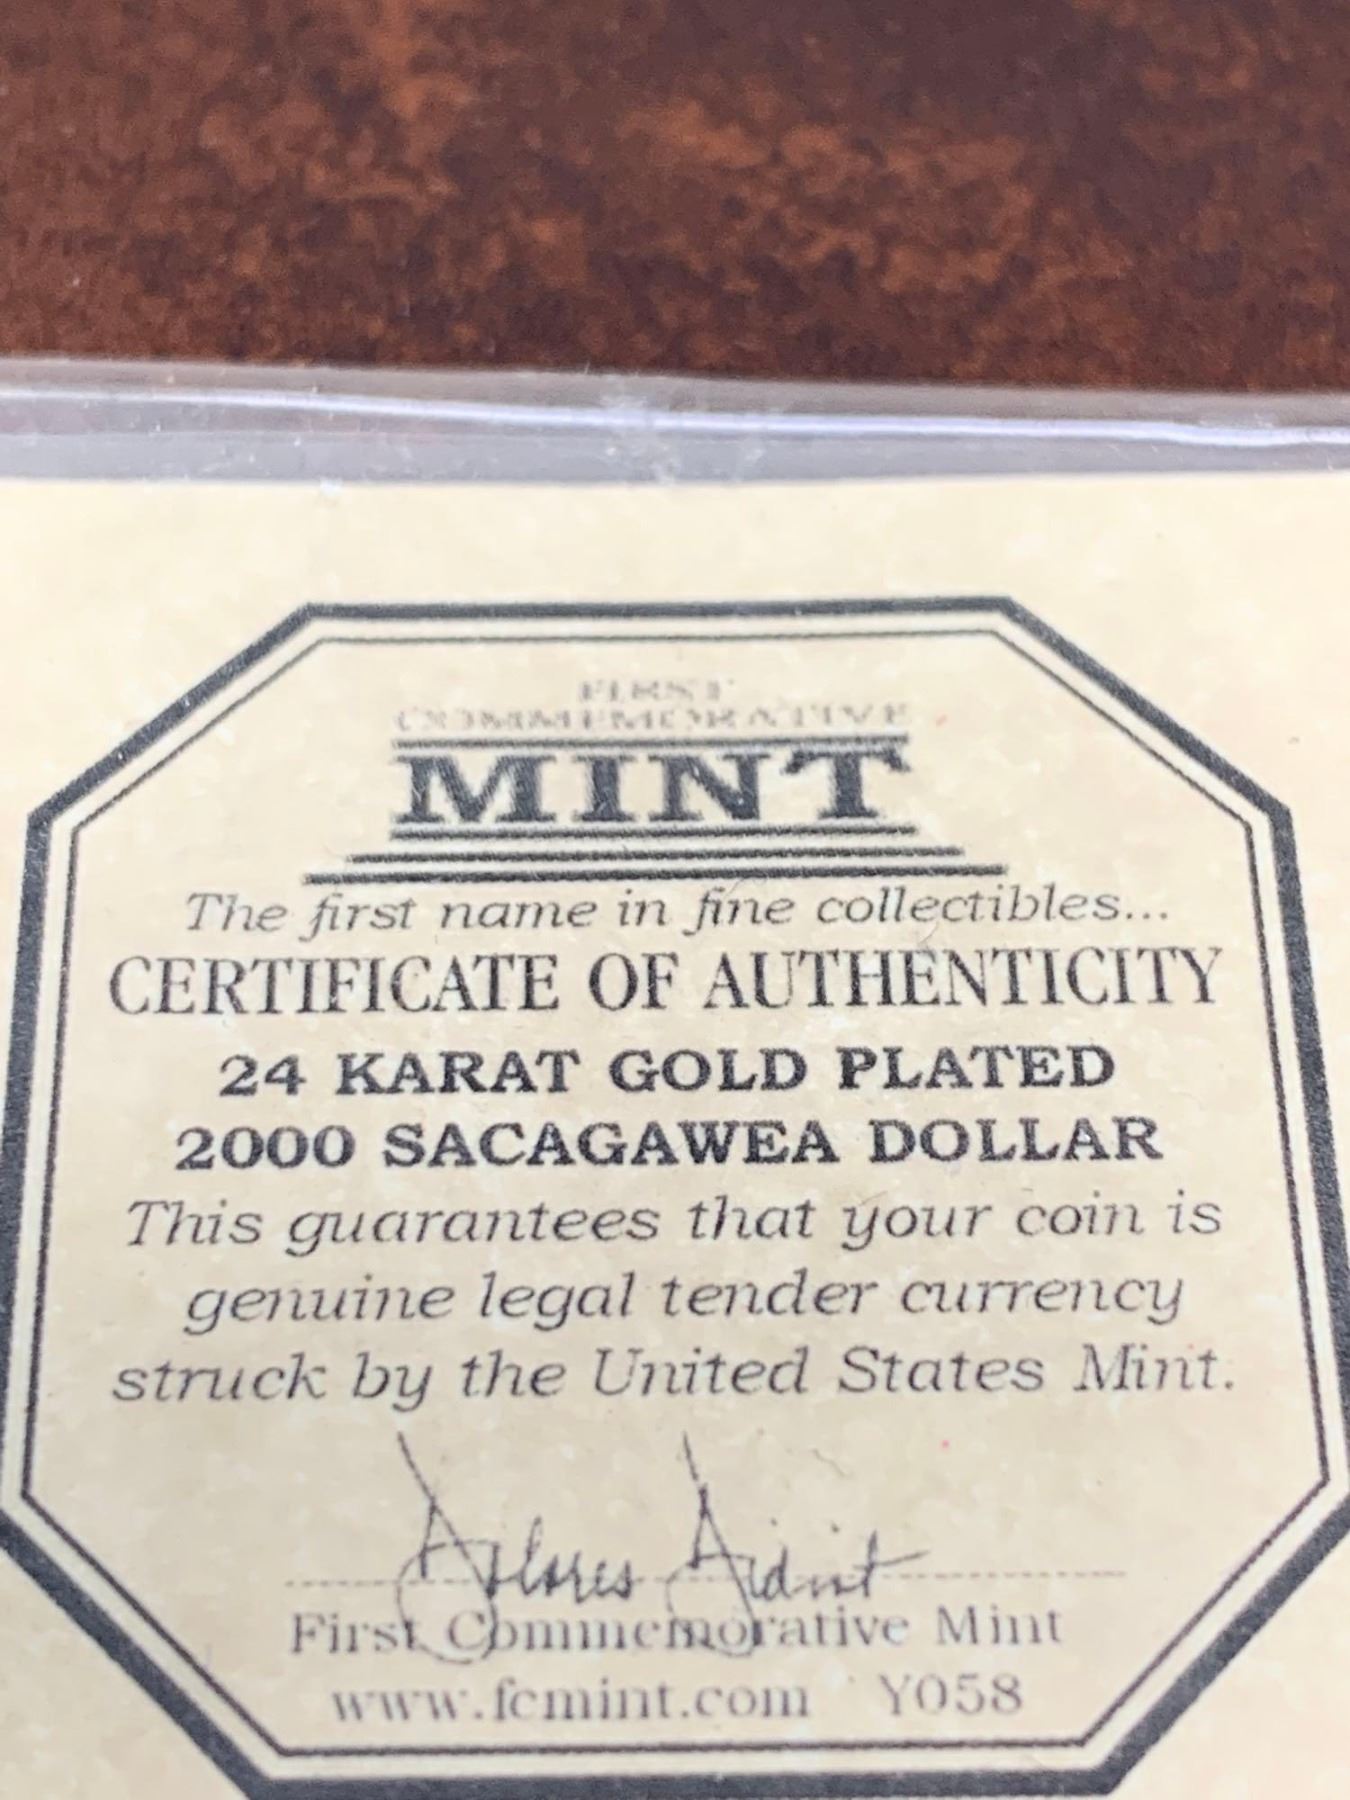 FIRST
COMMEMORATIVE
MINT
The first name in fine collectibles...
CERTIFICATE OF AUTHENTICITY
24 KARAT GOLD PLATED
2000 SACAGAWEA DOLLAR
This guarantees that your coin is
genuine legal tender currency
struck by the United States Mint.
First Commemorative Mint
www.fcmint.com Y058